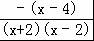 - (x - 4)
(x+2)(x - 2)